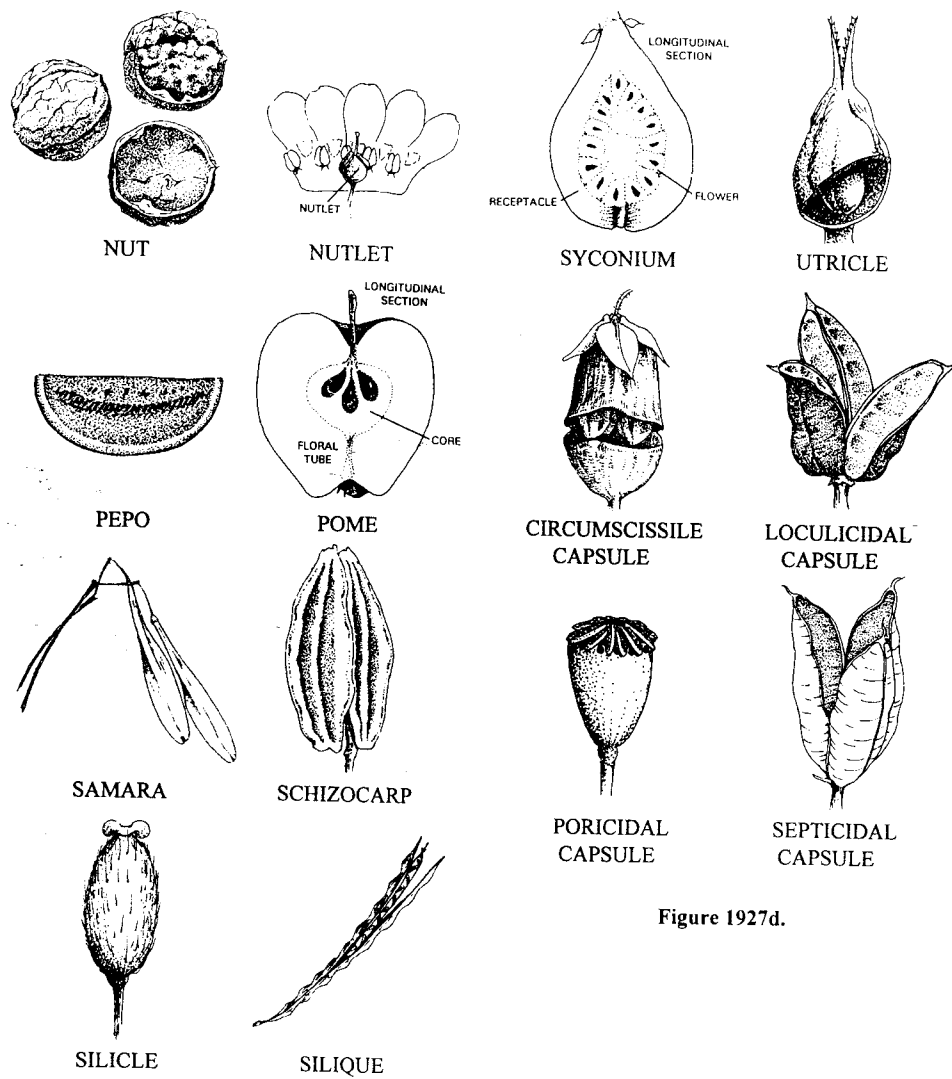 LONGITUDINAL
SECTION
NUTLET
RECEPTACLE
FLOWER
NUT
NUTLET
SYCONIUM
UTRICLE
LONGITUDINAL
SECTION
CORE
FLORAL
TUBE
PEPO
POME
CIRCUMSCISSILE
CAPSULE
LOCULICIDAL
CAPSULE
SAMARA
SCHIZOCARP
PORICIDAL
CAPSULE
SEPTICIDAL
CAPSULE
Figure 1927d.
SILICLE
SILIQUE